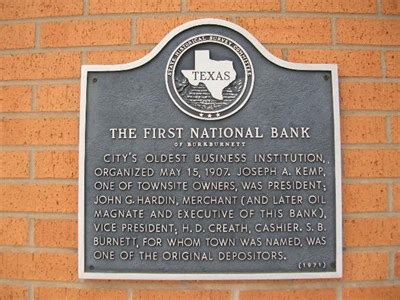 STATE HISTORICAL SURVEY COMMITTEE
TEXAS
THE FIRST NATIONAL BANK
OF BURKBURNETT
CITY'S OLDEST BUSINESS INSTITUTION,
ORGANIZED MAY 15, 1907. JOSEPH A. KEMP,
ONE OF TOWNSITE OWNERS, WAS PRESIDENT;
JOHN G. HARDIN, MERCHANT (AND LATER OIL
MAGNATE AND EXECUTIVE OF THIS BANK),
VICE PRESIDENT; H. D. CREATH, CASHIER. S. B.
BURNETT, FOR WHOM TOWN WAS NAMED, WAS
ONE OF THE ORIGINAL DEPOSITORS.
(1971)